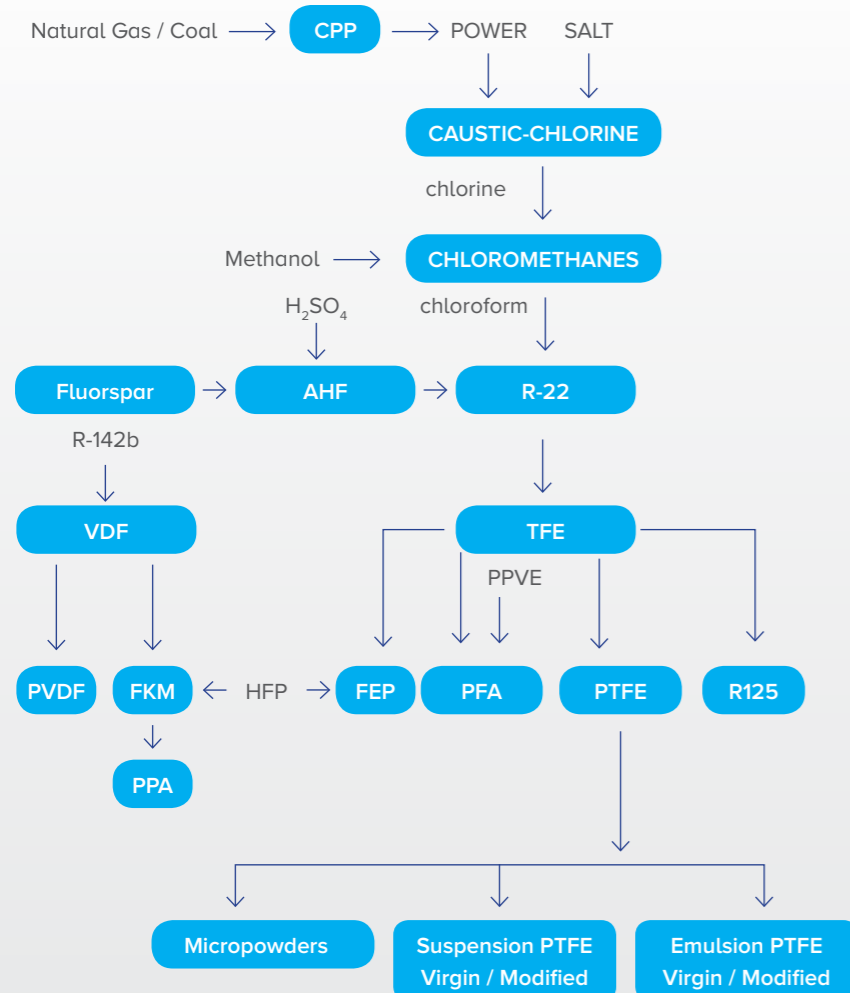 Natural Gas / Coal
CPP
POWER
SALT
CAUSTIC-CHLORINE
chlorine
Methanol
CHLOROMETHANES
H₂SO₄
chloroform
Fluorspar
AHF
R-22
R-142b
VDF
TFE
PPVE
PVDF
FKM
HFP
FEP
PFA
PTFE
R125
PPA
Micropowders
Suspension PTFE
Virgin / Modified
Emulsion PTFE
Virgin / Modified